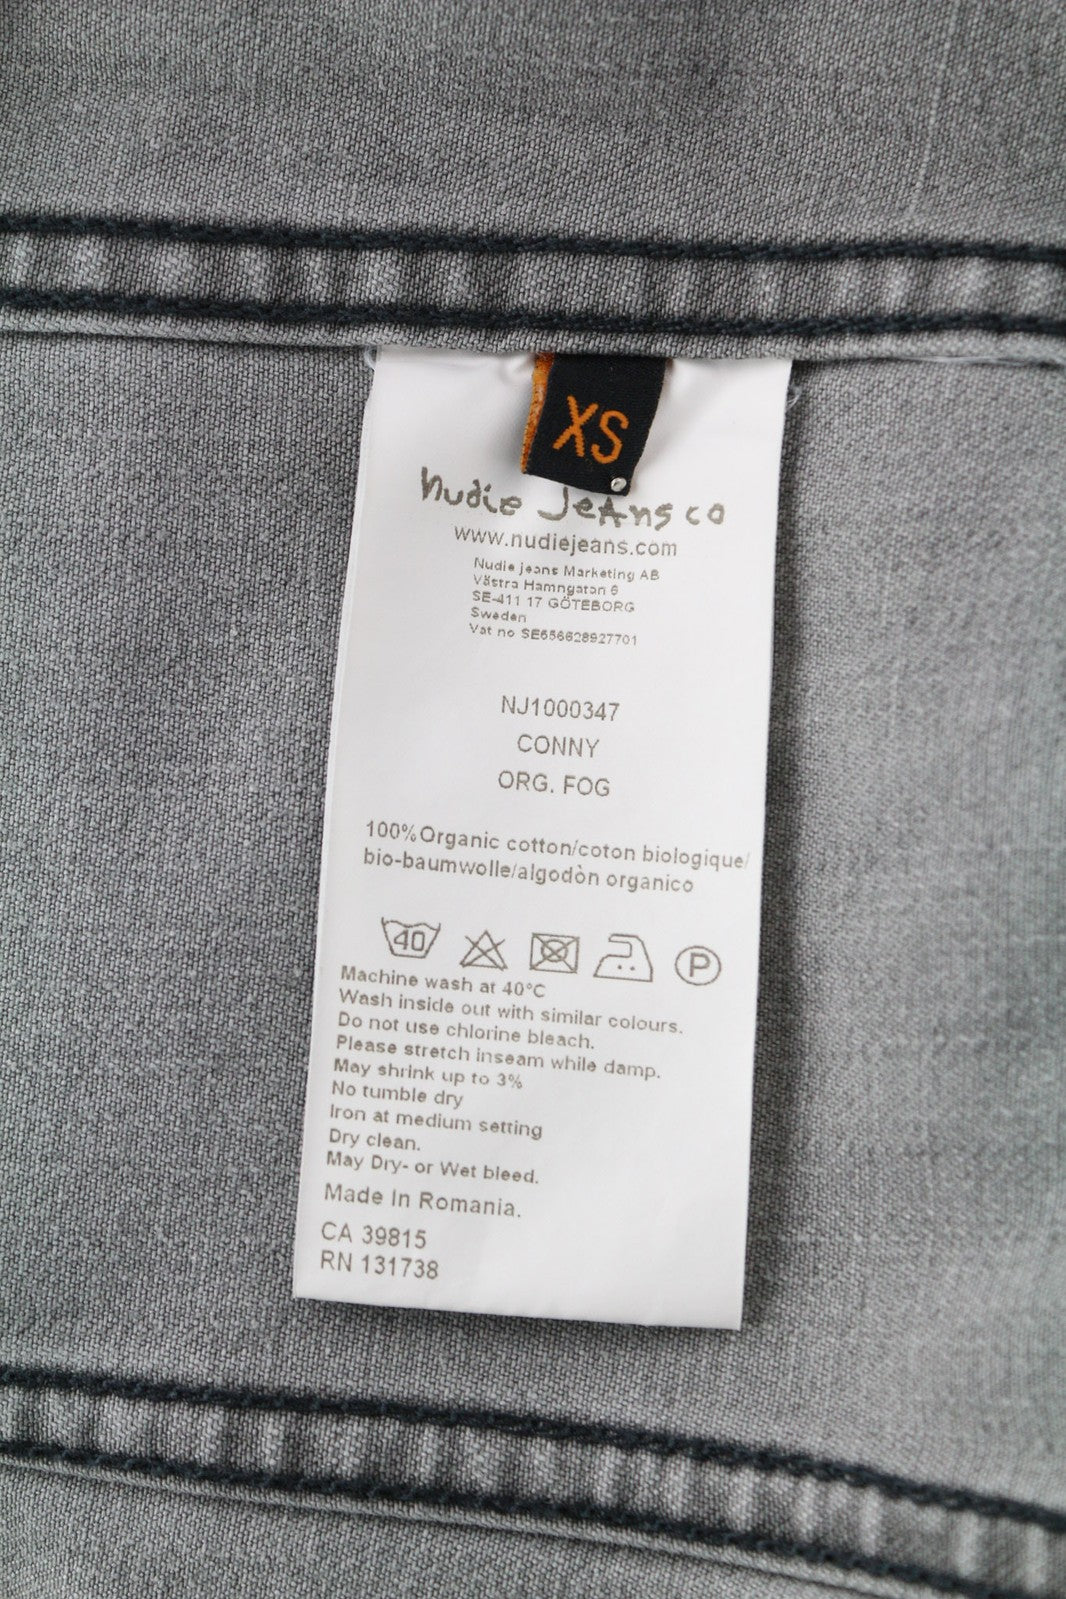 XS
nudie Jeans co
www.nudiejeans.com
Nudie jeans Marketing AB
Västra Hamngatan 6
SE-411 17 GÖTEBORG
Sweden
Vat no SE656628927701
NJ1000347
CONNY
ORG. FOG
100%Organic cotton/coton biologique/
bio-baumwolle/algodòn organico
40
P
Machine wash at 40°C
Wash inside out with similar colours.
Do not use chlorine bleach.
Please stretch inseam while damp.
May shrink up to 3%
No tumble dry
Iron at medium setting
Dry clean.
May Dry- or Wet bleed.
Made In Romania.
CA 39815
RN 131738